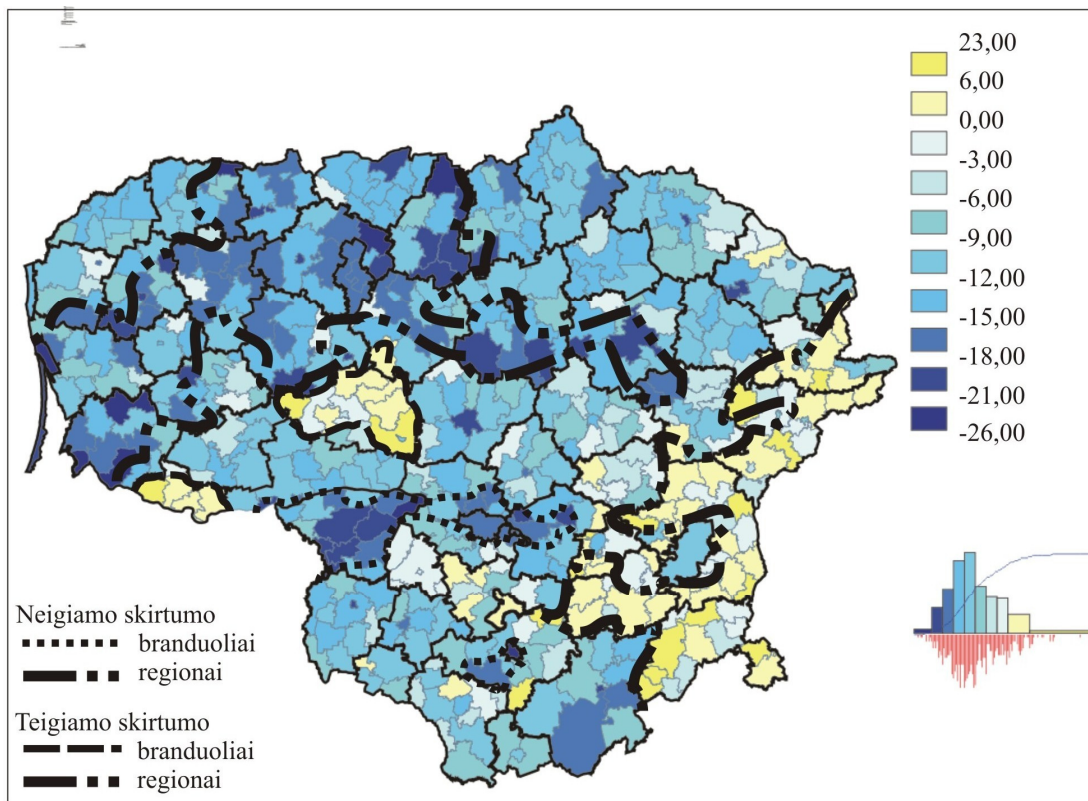 23,00
6,00
0,00
-3,00
-6,00
-9,00
-12,00
-15,00
-18,00
-21,00
-26,00
Neigiamo skirtumo
branduoliai
regionai
Teigiamo skirtumo
branduoliai
regionai